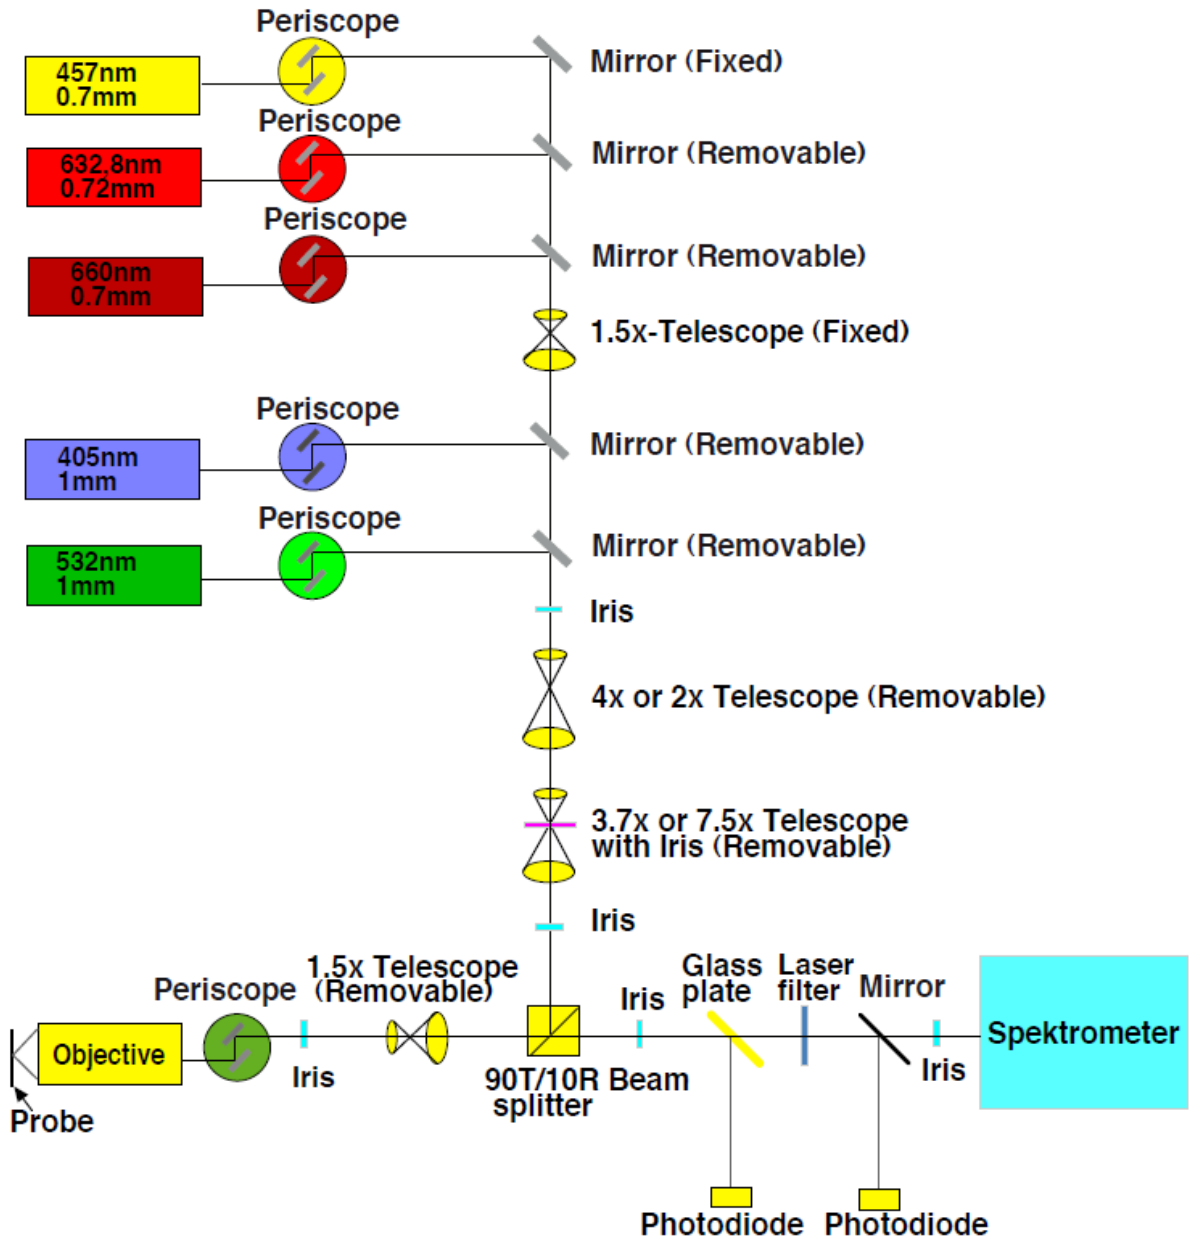 Periscope
457nm
0.7mm
Mirror (Fixed)
Periscope
632,8nm
0.72mm
Mirror (Removable)
Periscope
660nm
0.7mm
Mirror (Removable)
1.5x-Telescope (Fixed)
Periscope
405nm
1mm
Mirror (Removable)
Periscope
532nm
1mm
Mirror (Removable)
Iris
4x or 2x Telescope (Removable)
3.7x or 7.5x Telescope
with Iris (Removable)
Iris
Periscope
1.5x Telescope
(Removable)
Iris
Glass
plate
Laser
filter
Mirror
Objective
Iris
90T/10R Beam
splitter
Iris
Spektrometer
Probe
Photodiode
Photodiode